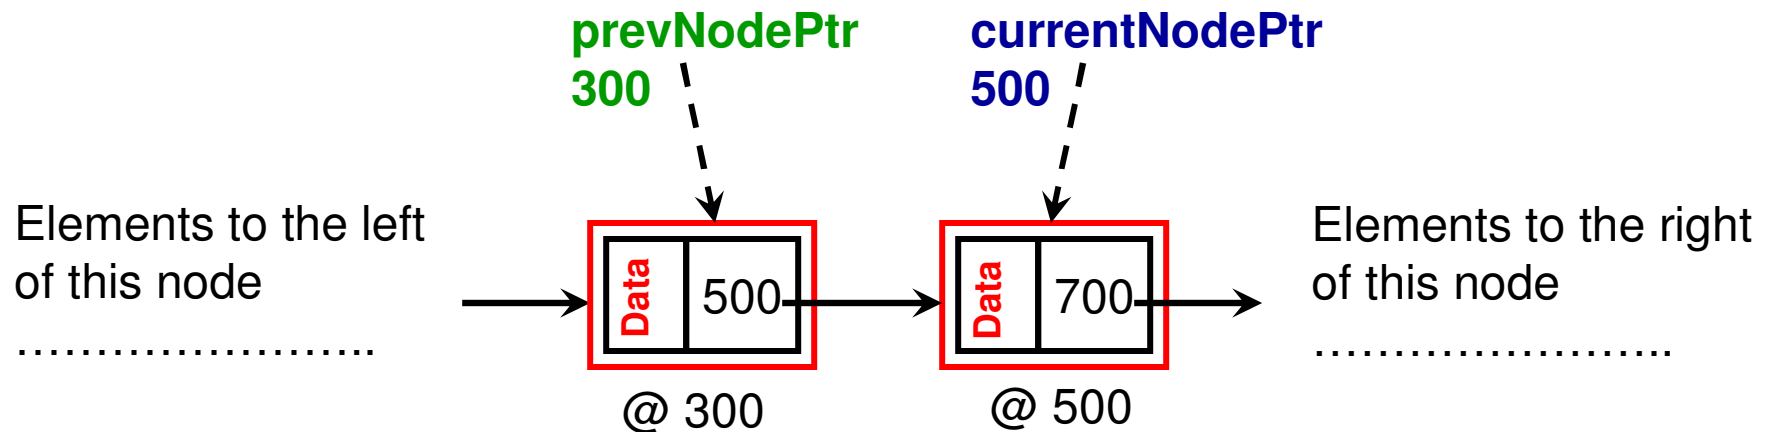 prevNodePtr
300
currentNodePtr
500
Elements to the left
of this node
……………………..
Data
500
Data
700
Elements to the right
of this node
……………………..
@ 300
@ 500